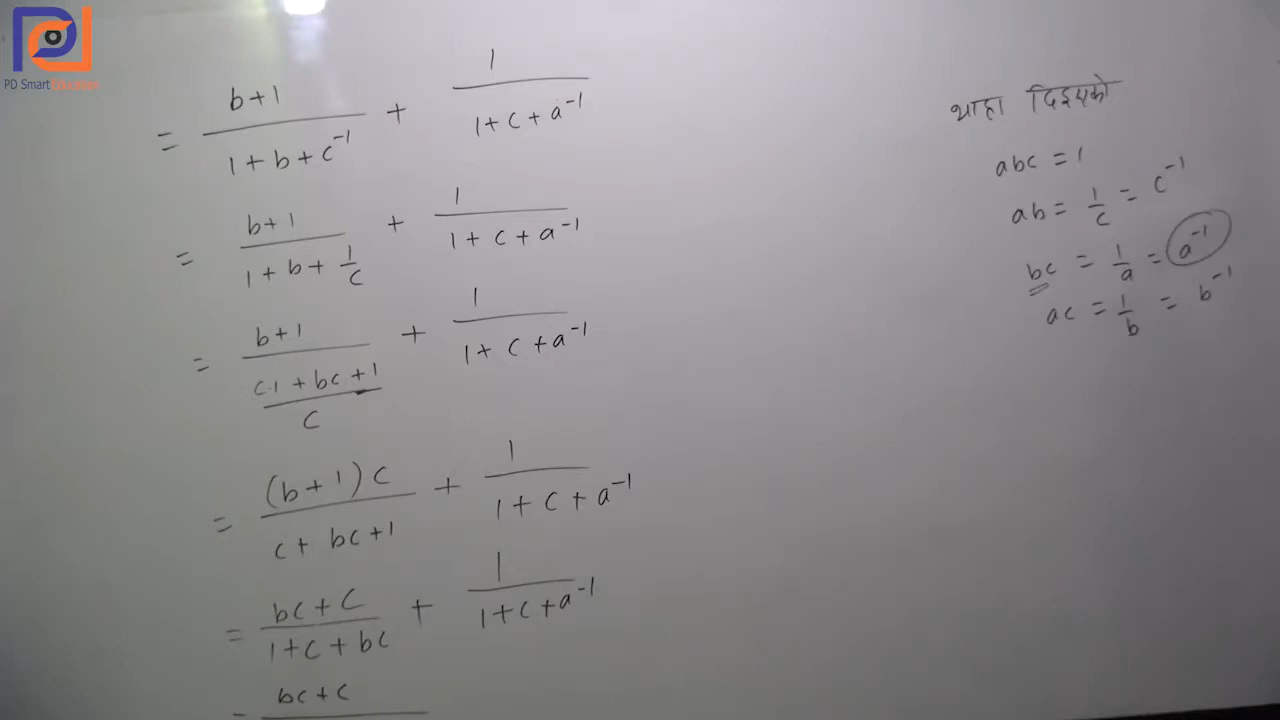 PD Smart Education
= (b+1)/(1+b+c⁻¹) + 1/(1+c+a⁻¹)
= (b+1)/(1+b+1/c) + 1/(1+c+a⁻¹)
= (b+1)/((c·1+bc+1)/c) + 1/(1+c+a⁻¹)
= (b+1)c/(c+bc+1) + 1/(1+c+a⁻¹)
= (bc+c)/(1+c+bc) + 1/(1+c+a⁻¹)
= bc+c
थाहा दिइएको
abc = 1
ab = 1/c = c⁻¹
bc = 1/a = a⁻¹
ac = 1/b = b⁻¹